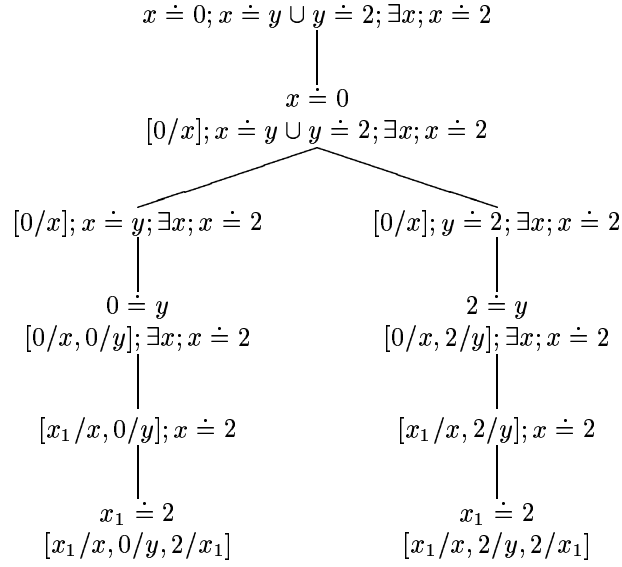 x ≐ 0; x ≐ y ∪ y ≐ 2; ∃x; x ≐ 2
x ≐ 0
[0/x]; x ≐ y ∪ y ≐ 2; ∃x; x ≐ 2
[0/x]; x ≐ y; ∃x; x ≐ 2
[0/x]; y ≐ 2; ∃x; x ≐ 2
0 ≐ y
[0/x, 0/y]; ∃x; x ≐ 2
2 ≐ y
[0/x, 2/y]; ∃x; x ≐ 2
[x₁/x, 0/y]; x ≐ 2
[x₁/x, 2/y]; x ≐ 2
x₁ ≐ 2
[x₁/x, 0/y, 2/x₁]
x₁ ≐ 2
[x₁/x, 2/y, 2/x₁]